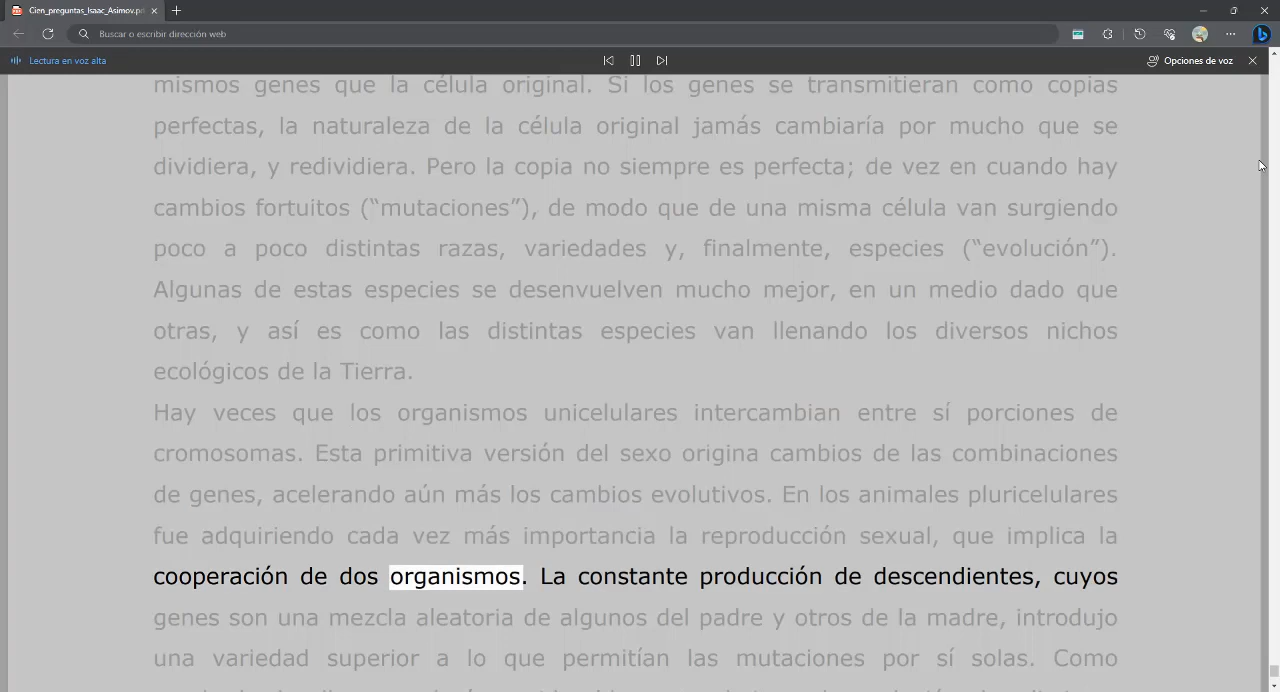 Cien_preguntas_Isaac_Asimov.pd
Buscar o escribir dirección web
Lectura en voz alta
Opciones de voz
mismos genes que la célula original. Si los genes se transmitieran como copias
perfectas, la naturaleza de la célula original jamás cambiaría por mucho que se
dividiera, y redividiera. Pero la copia no siempre es perfecta; de vez en cuando hay
cambios fortuitos (“mutaciones”), de modo que de una misma célula van surgiendo
poco a poco distintas razas, variedades y, finalmente, especies (“evolución”).
Algunas de estas especies se desenvuelven mucho mejor, en un medio dado que
otras, y así es como las distintas especies van llenando los diversos nichos
ecológicos de la Tierra.
Hay veces que los organismos unicelulares intercambian entre sí porciones de
cromosomas. Esta primitiva versión del sexo origina cambios de las combinaciones
de genes, acelerando aún más los cambios evolutivos. En los animales pluricelulares
fue adquiriendo cada vez más importancia la reproducción sexual, que implica la
cooperación de dos organismos. La constante producción de descendientes, cuyos
genes son una mezcla aleatoria de algunos del padre y otros de la madre, introdujo
una variedad superior a lo que permitían las mutaciones por sí solas. Como